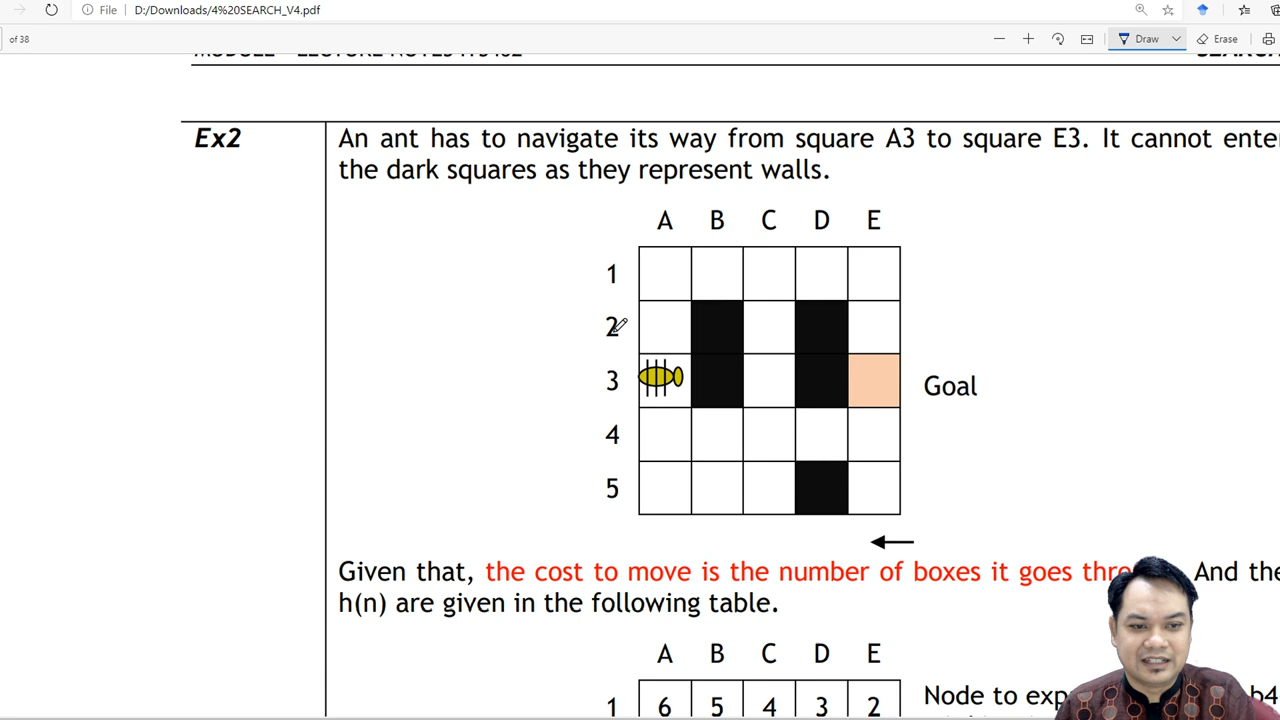 File D:/Downloads/4%20SEARCH_V4.pdf
of 38 Draw Erase
Ex2 An ant has to navigate its way from square A3 to square E3. It cannot enter
the dark squares as they represent walls.
A B C D E
1
2
3 Goal
4
5
Given that, the cost to move is the number of boxes it goes thro And the
h(n) are given in the following table.
A B C D E
1 6 5 4 3 2 Node to exp b4